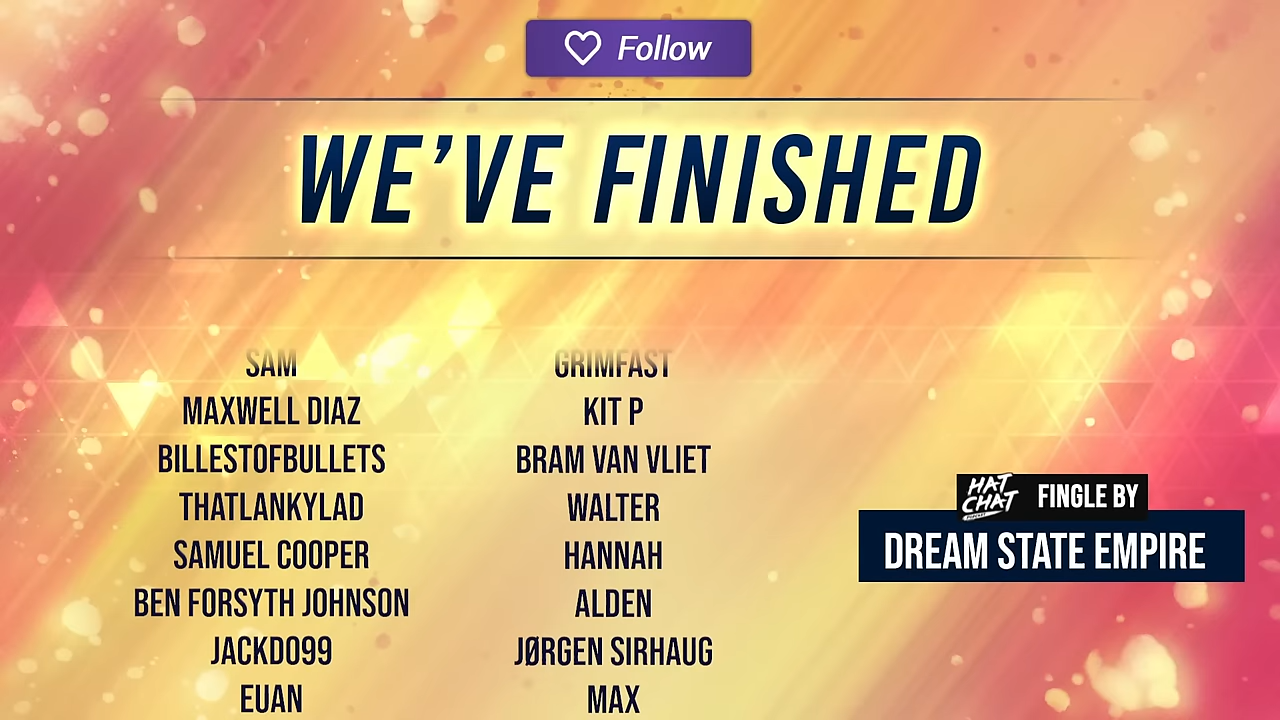 Follow
WE'VE FINISHED
SAM
MAXWELL DIAZ
BILLESTOFBULLETS
THATLANKYLAD
SAMUEL COOPER
BEN FORSYTH JOHNSON
JACKDO99
EUAN
GRIMFAST
KIT P
BRAM VAN VLIET
WALTER
HANNAH
ALDEN
JØRGEN SIRHAUG
MAX
HAT
CHAT
FINGLE BY
DREAM STATE EMPIRE